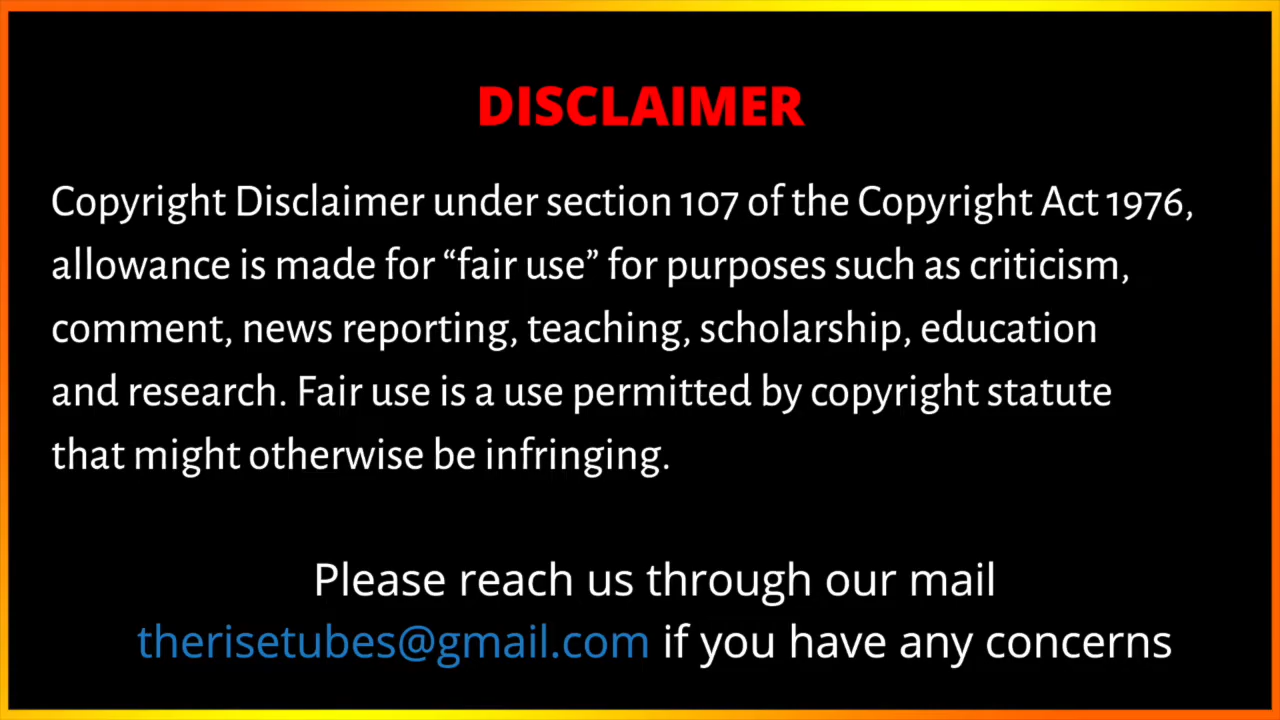 DISCLAIMER
Copyright Disclaimer under section 107 of the Copyright Act 1976,
allowance is made for “fair use” for purposes such as criticism,
comment, news reporting, teaching, scholarship, education
and research. Fair use is a use permitted by copyright statute
that might otherwise be infringing.
Please reach us through our mail
therisetubes@gmail.com if you have any concerns